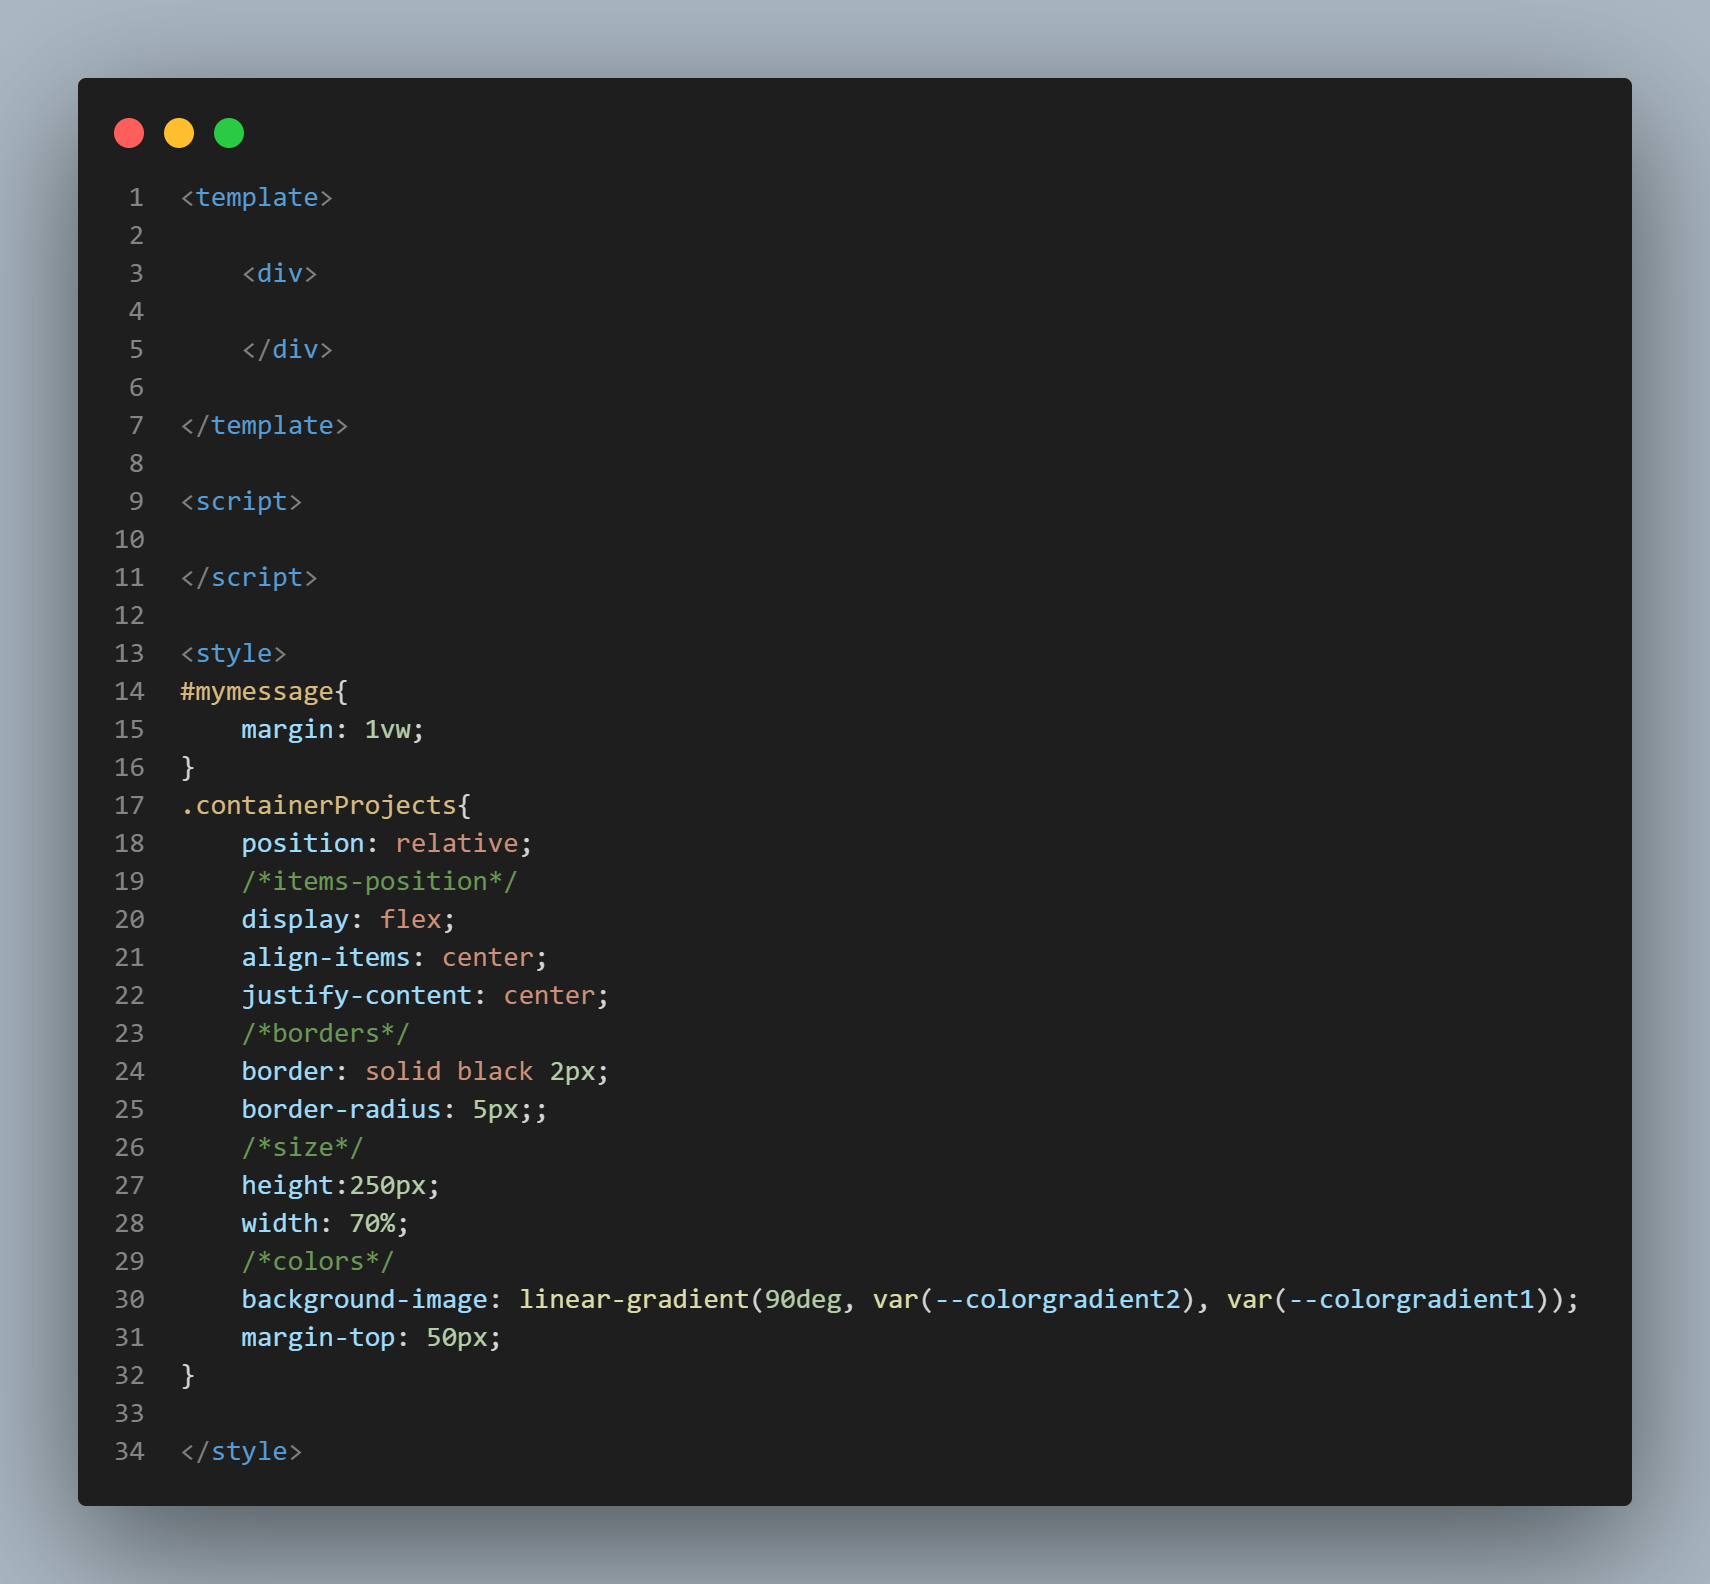 1 <template>
2
3     <div>
4
5     </div>
6
7 </template>
8
9 <script>
10
11 </script>
12
13 <style>
14 #mymessage{
15     margin: 1vw;
16 }
17 .containerProjects{
18     position: relative;
19     /*items-position*/
20     display: flex;
21     align-items: center;
22     justify-content: center;
23     /*borders*/
24     border: solid black 2px;
25     border-radius: 5px;;
26     /*size*/
27     height:250px;
28     width: 70%;
29     /*colors*/
30     background-image: linear-gradient(90deg, var(--colorgradient2), var(--colorgradient1));
31     margin-top: 50px;
32 }
33
34 </style>